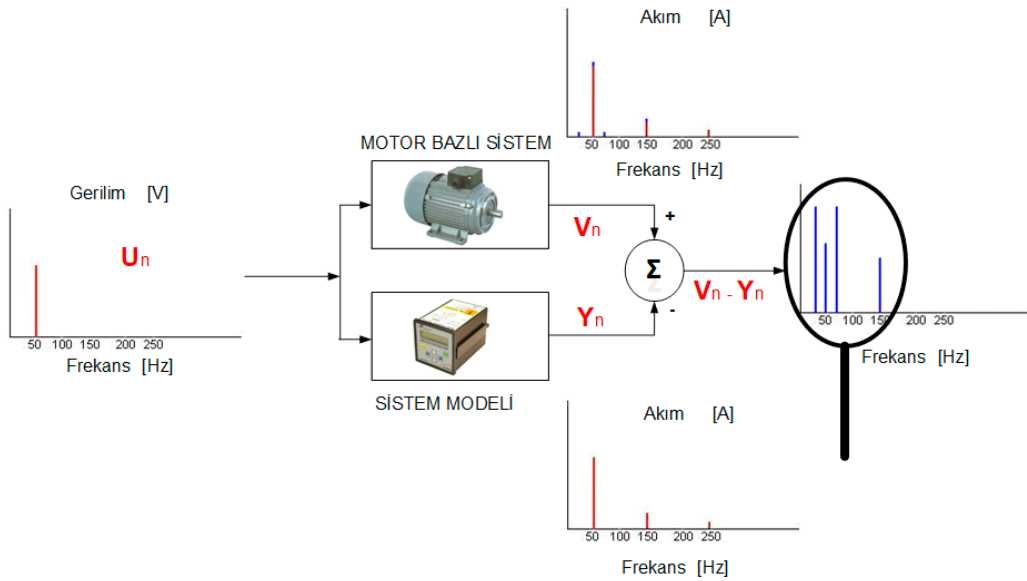 Akım [A]
50 100 150 200 250
Frekans [Hz]
MOTOR BAZLI SİSTEM
Gerilim [V]
Un
50 100 150 200 250
Frekans [Hz]
Vn
+
Σ
Vn - Yn
Yn
-
50 100 150 200 250
Frekans [Hz]
SİSTEM MODELİ
Akım [A]
50 100 150 200 250
Frekans [Hz]